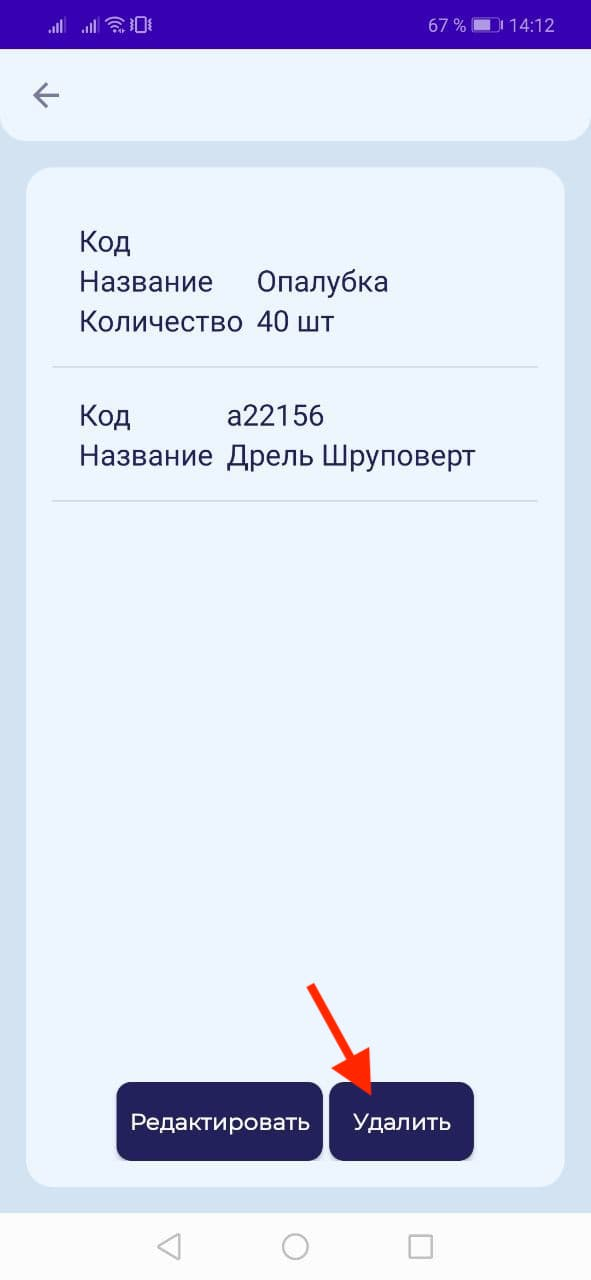 67 % 14:12
Код
Название Опалубка
Количество 40 шт
Код а22156
Название Дрель Шруповерт
Редактировать Удалить